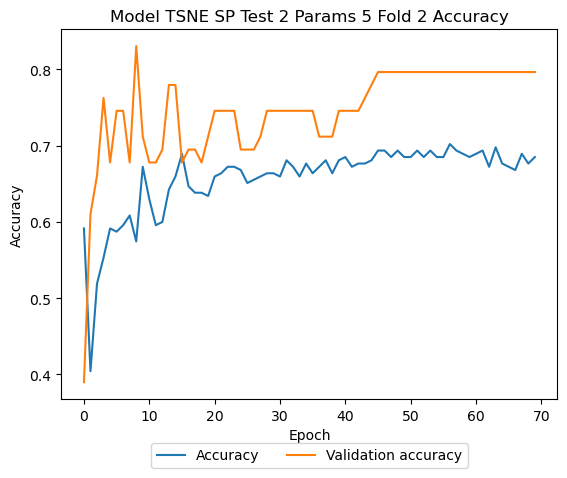 Model TSNE SP Test 2 Params 5 Fold 2 Accuracy
0.8
0.7
0.6
0.5
0.4
Accuracy
0 10 20 30 40 50 60 70
Epoch
Accuracy Validation accuracy